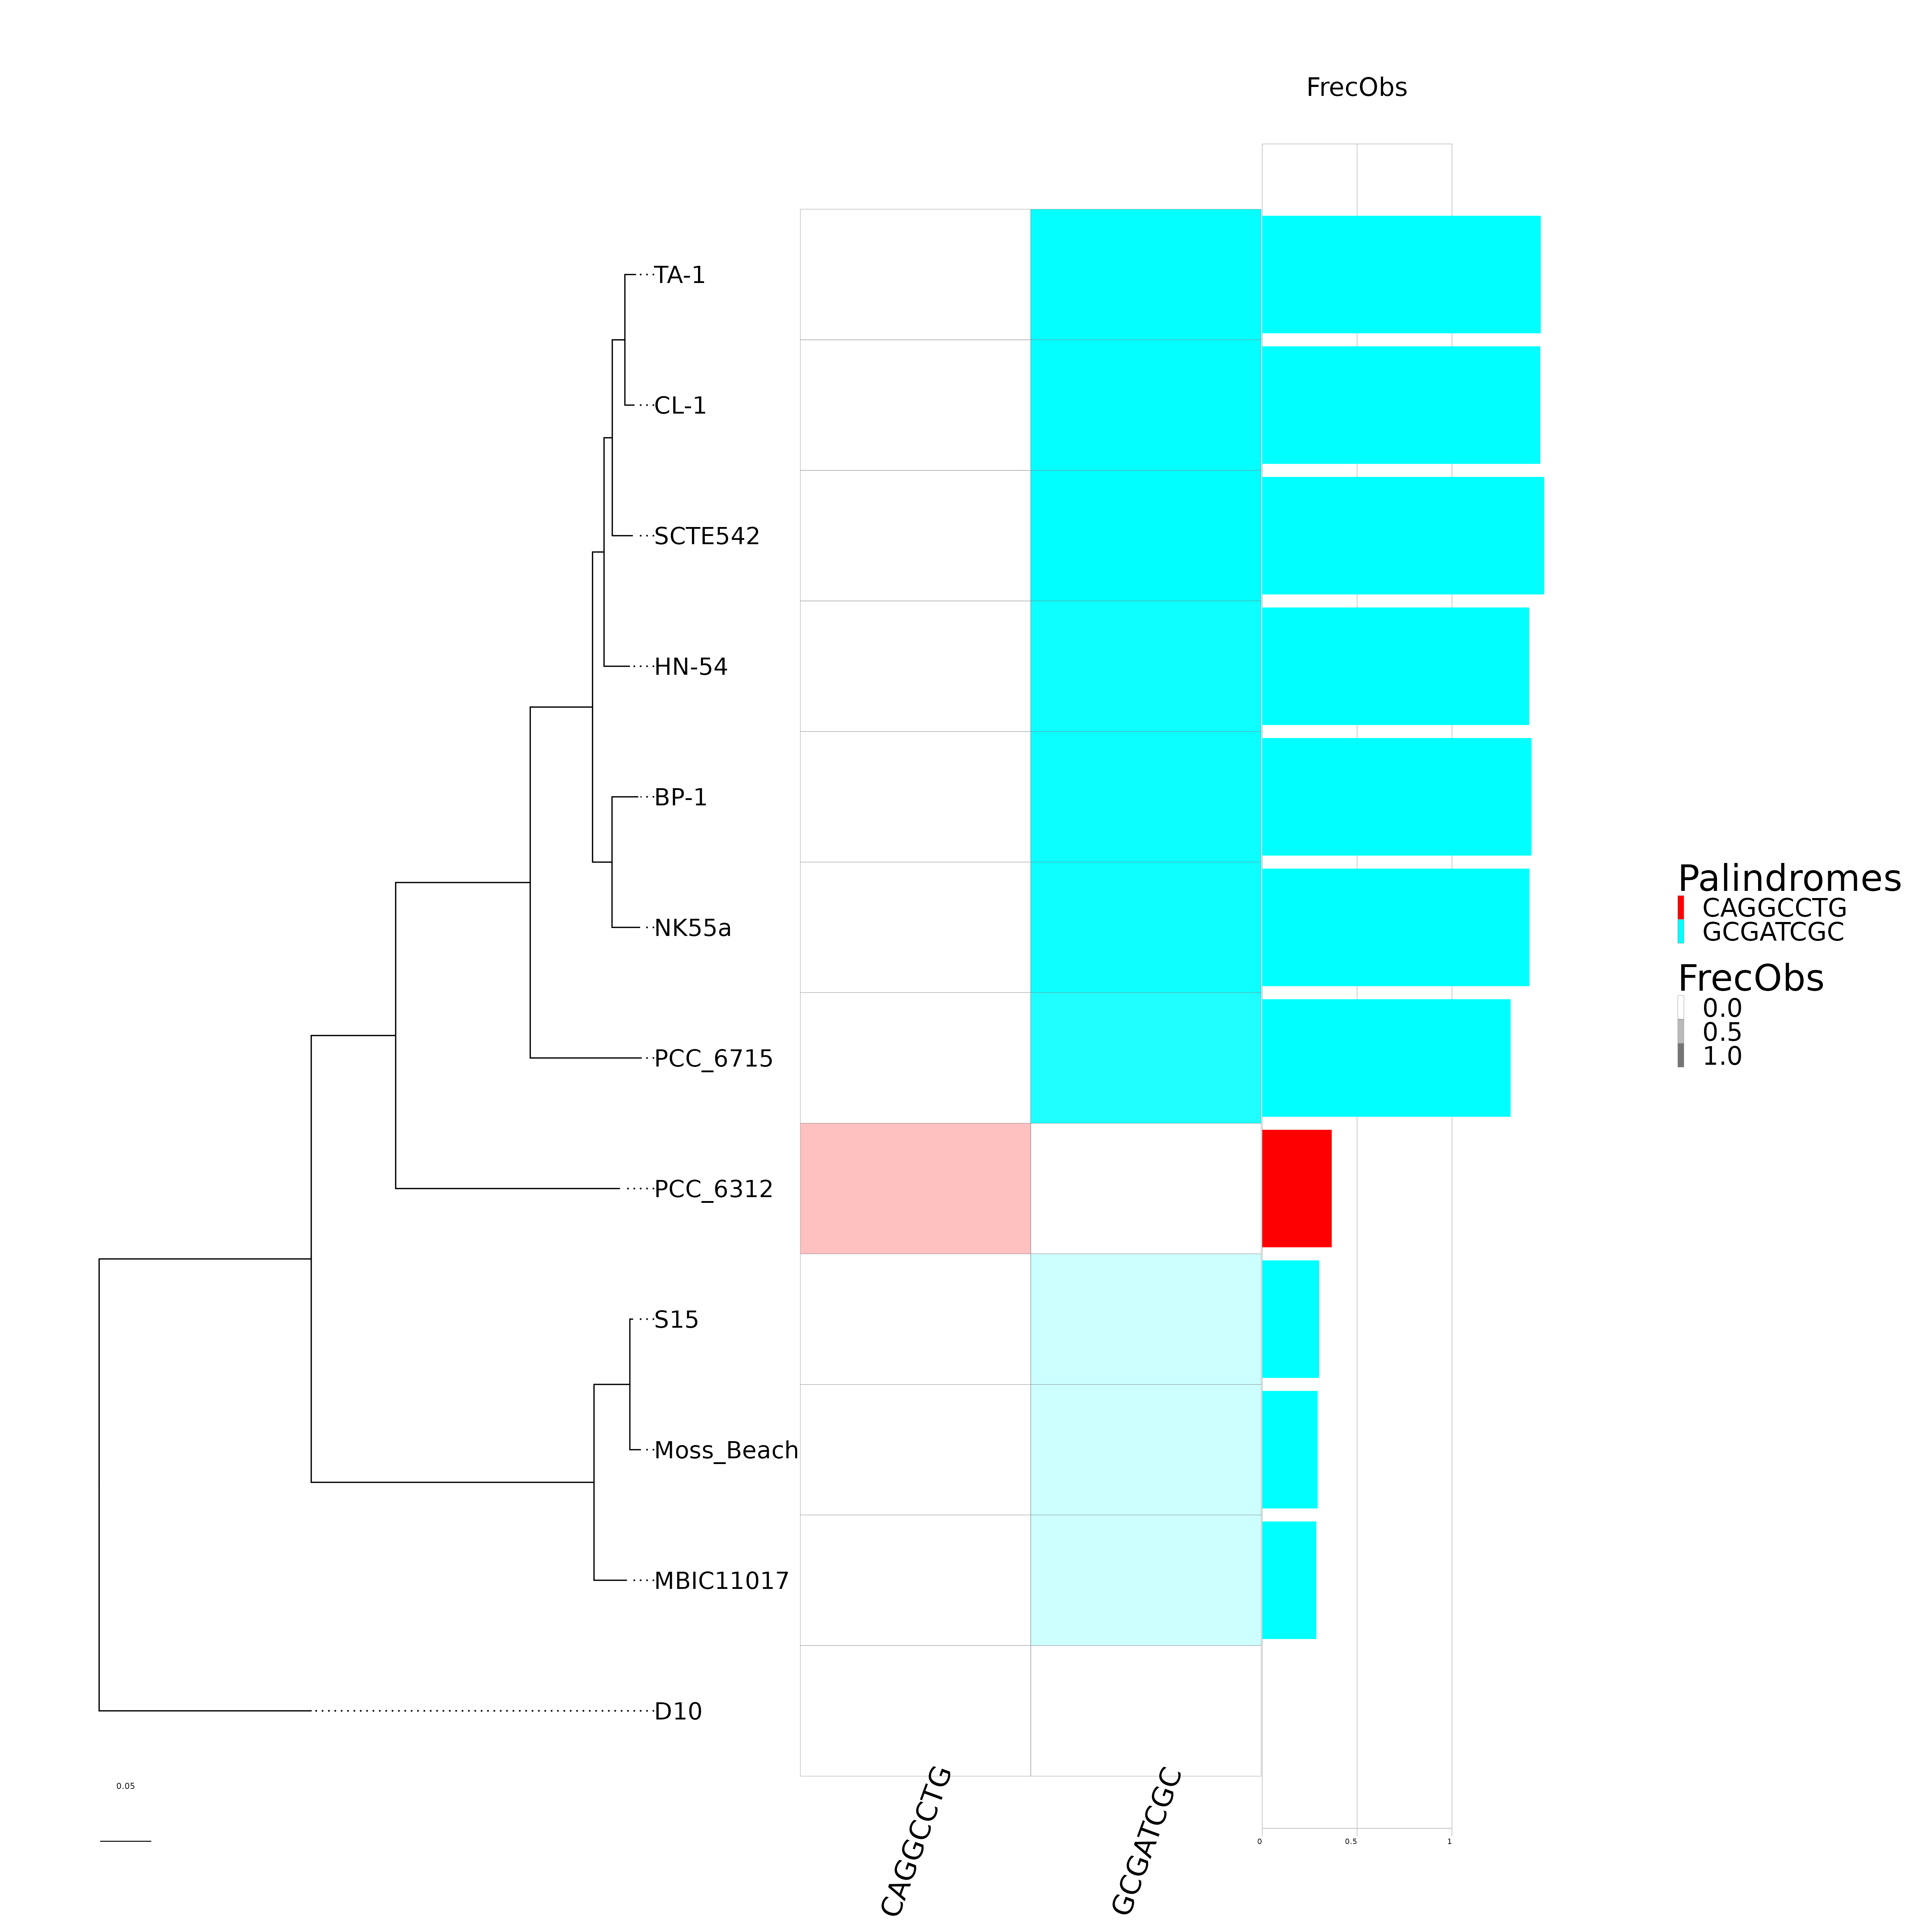 FrecObs
TA-1
CL-1
SCTE542
HN-54
BP-1
NK55a
PCC_6715
PCC_6312
S15
Moss_Beach
MBIC11017
D10
Palindromes
CAGGCCTG
GCGATCGC
FrecObs
0.0
0.5
1.0
0.05
CAGGCCTG
GCGATCGC
0 0.5 1